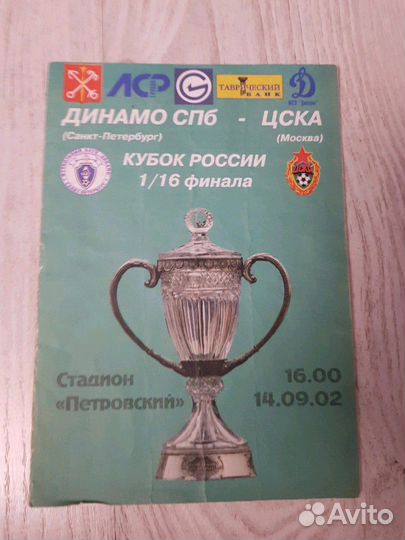 ЛСР
ТАВРИЧЕСКИЙ
БАНК
ДИНАМО СПб - ЦСКА
(Санкт-Петербург) (Москва)
КУБОК РОССИИ
1/16 финала
ЦСКА
Стадион
«Петровский»
16.00
14.09.02
Avito